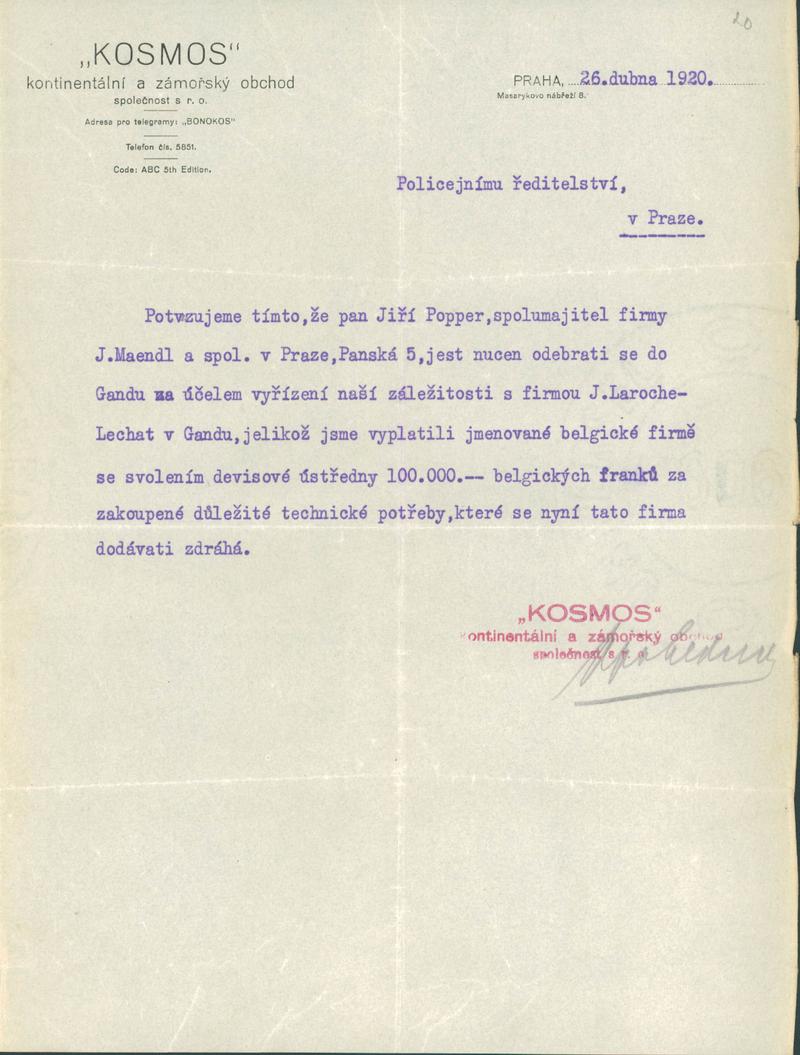 20
„KOSMOS"
kontinentální a zámořský obchod
společnost s r. o.
Adresa pro telegramy: „BONOKOS"
Telefon čís. 5851.
Code: ABC 5th Edition.
PRAHA, 26.dubna 1920.
Masarykovo nábřeží 8.
Policejnímu ředitelství,
v Praze.
Potvrzujeme tímto,že pan Jiří Popper,spolumajitel firmy
J.Maendl a spol. v Praze,Panská 5,jest nucen odebrati se do
Gandu za účelem vyřízení naší záležitosti s firmou J.Laroche-
Lechat v Gandu,jelikož jsme vyplatili jmenované belgické firmě
se svolením devisové ústředny 100.000.-- belgických franků za
zakoupené důležité technické potřeby,které se nyní tato firma
dodávati zdráhá.
„KOSMOS"
kontinentální a zámořský obchod
společnost s r. o.